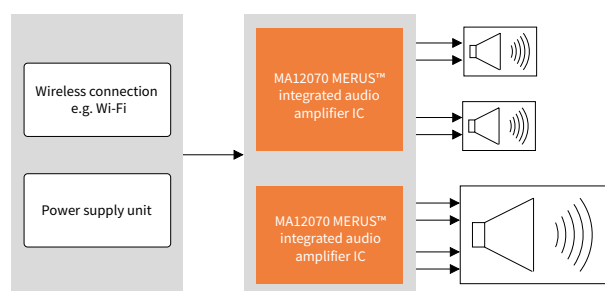 Wireless connection
e.g. Wi-Fi
Power supply unit
MA12070 MERUS™
integrated audio
amplifier IC
MA12070 MERUS™
integrated audio
amplifier IC